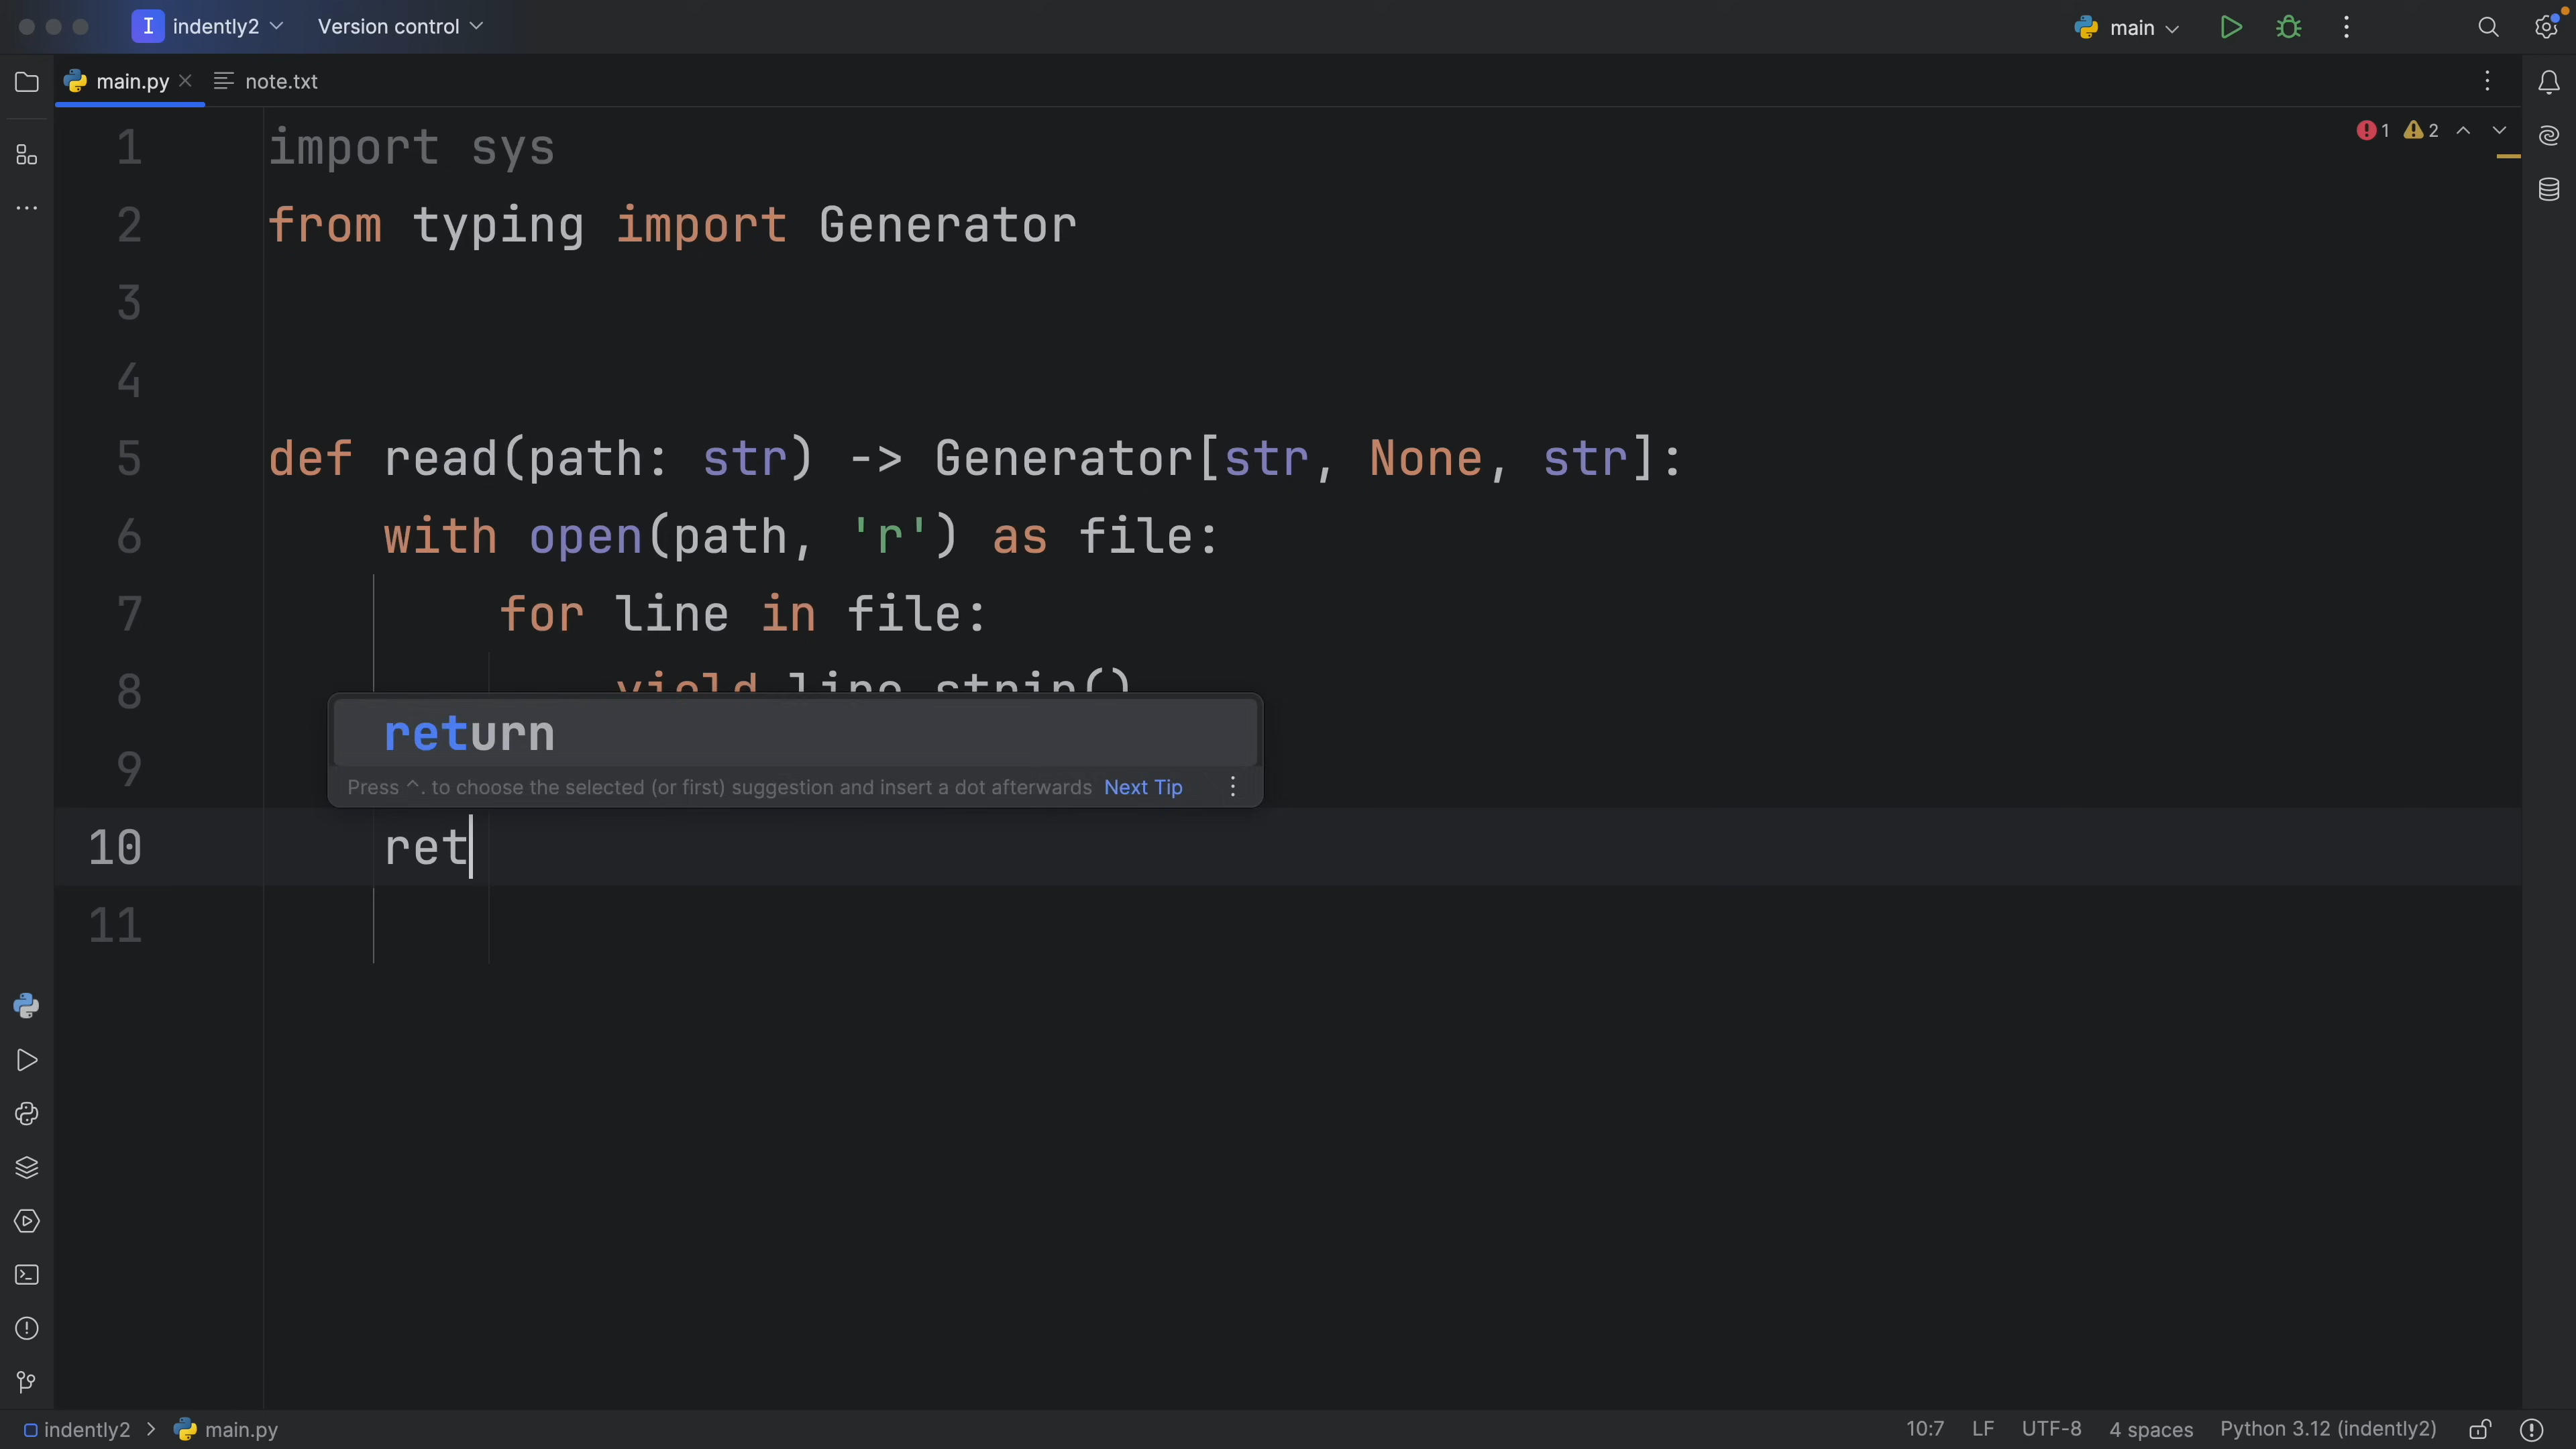 I indently2 Version control main
main.py note.txt
1 import sys 1 2
2 from typing import Generator
3
4
5 def read(path: str) -> Generator[str, None, str]:
6 with open(path, 'r') as file:
7 for line in file:
8 yield line.strip()
return
9
Press ^. to choose the selected (or first) suggestion and insert a dot afterwards Next Tip
10 ret
11
indently2 > main.py 10:7 LF UTF-8 4 spaces Python 3.12 (indently2)